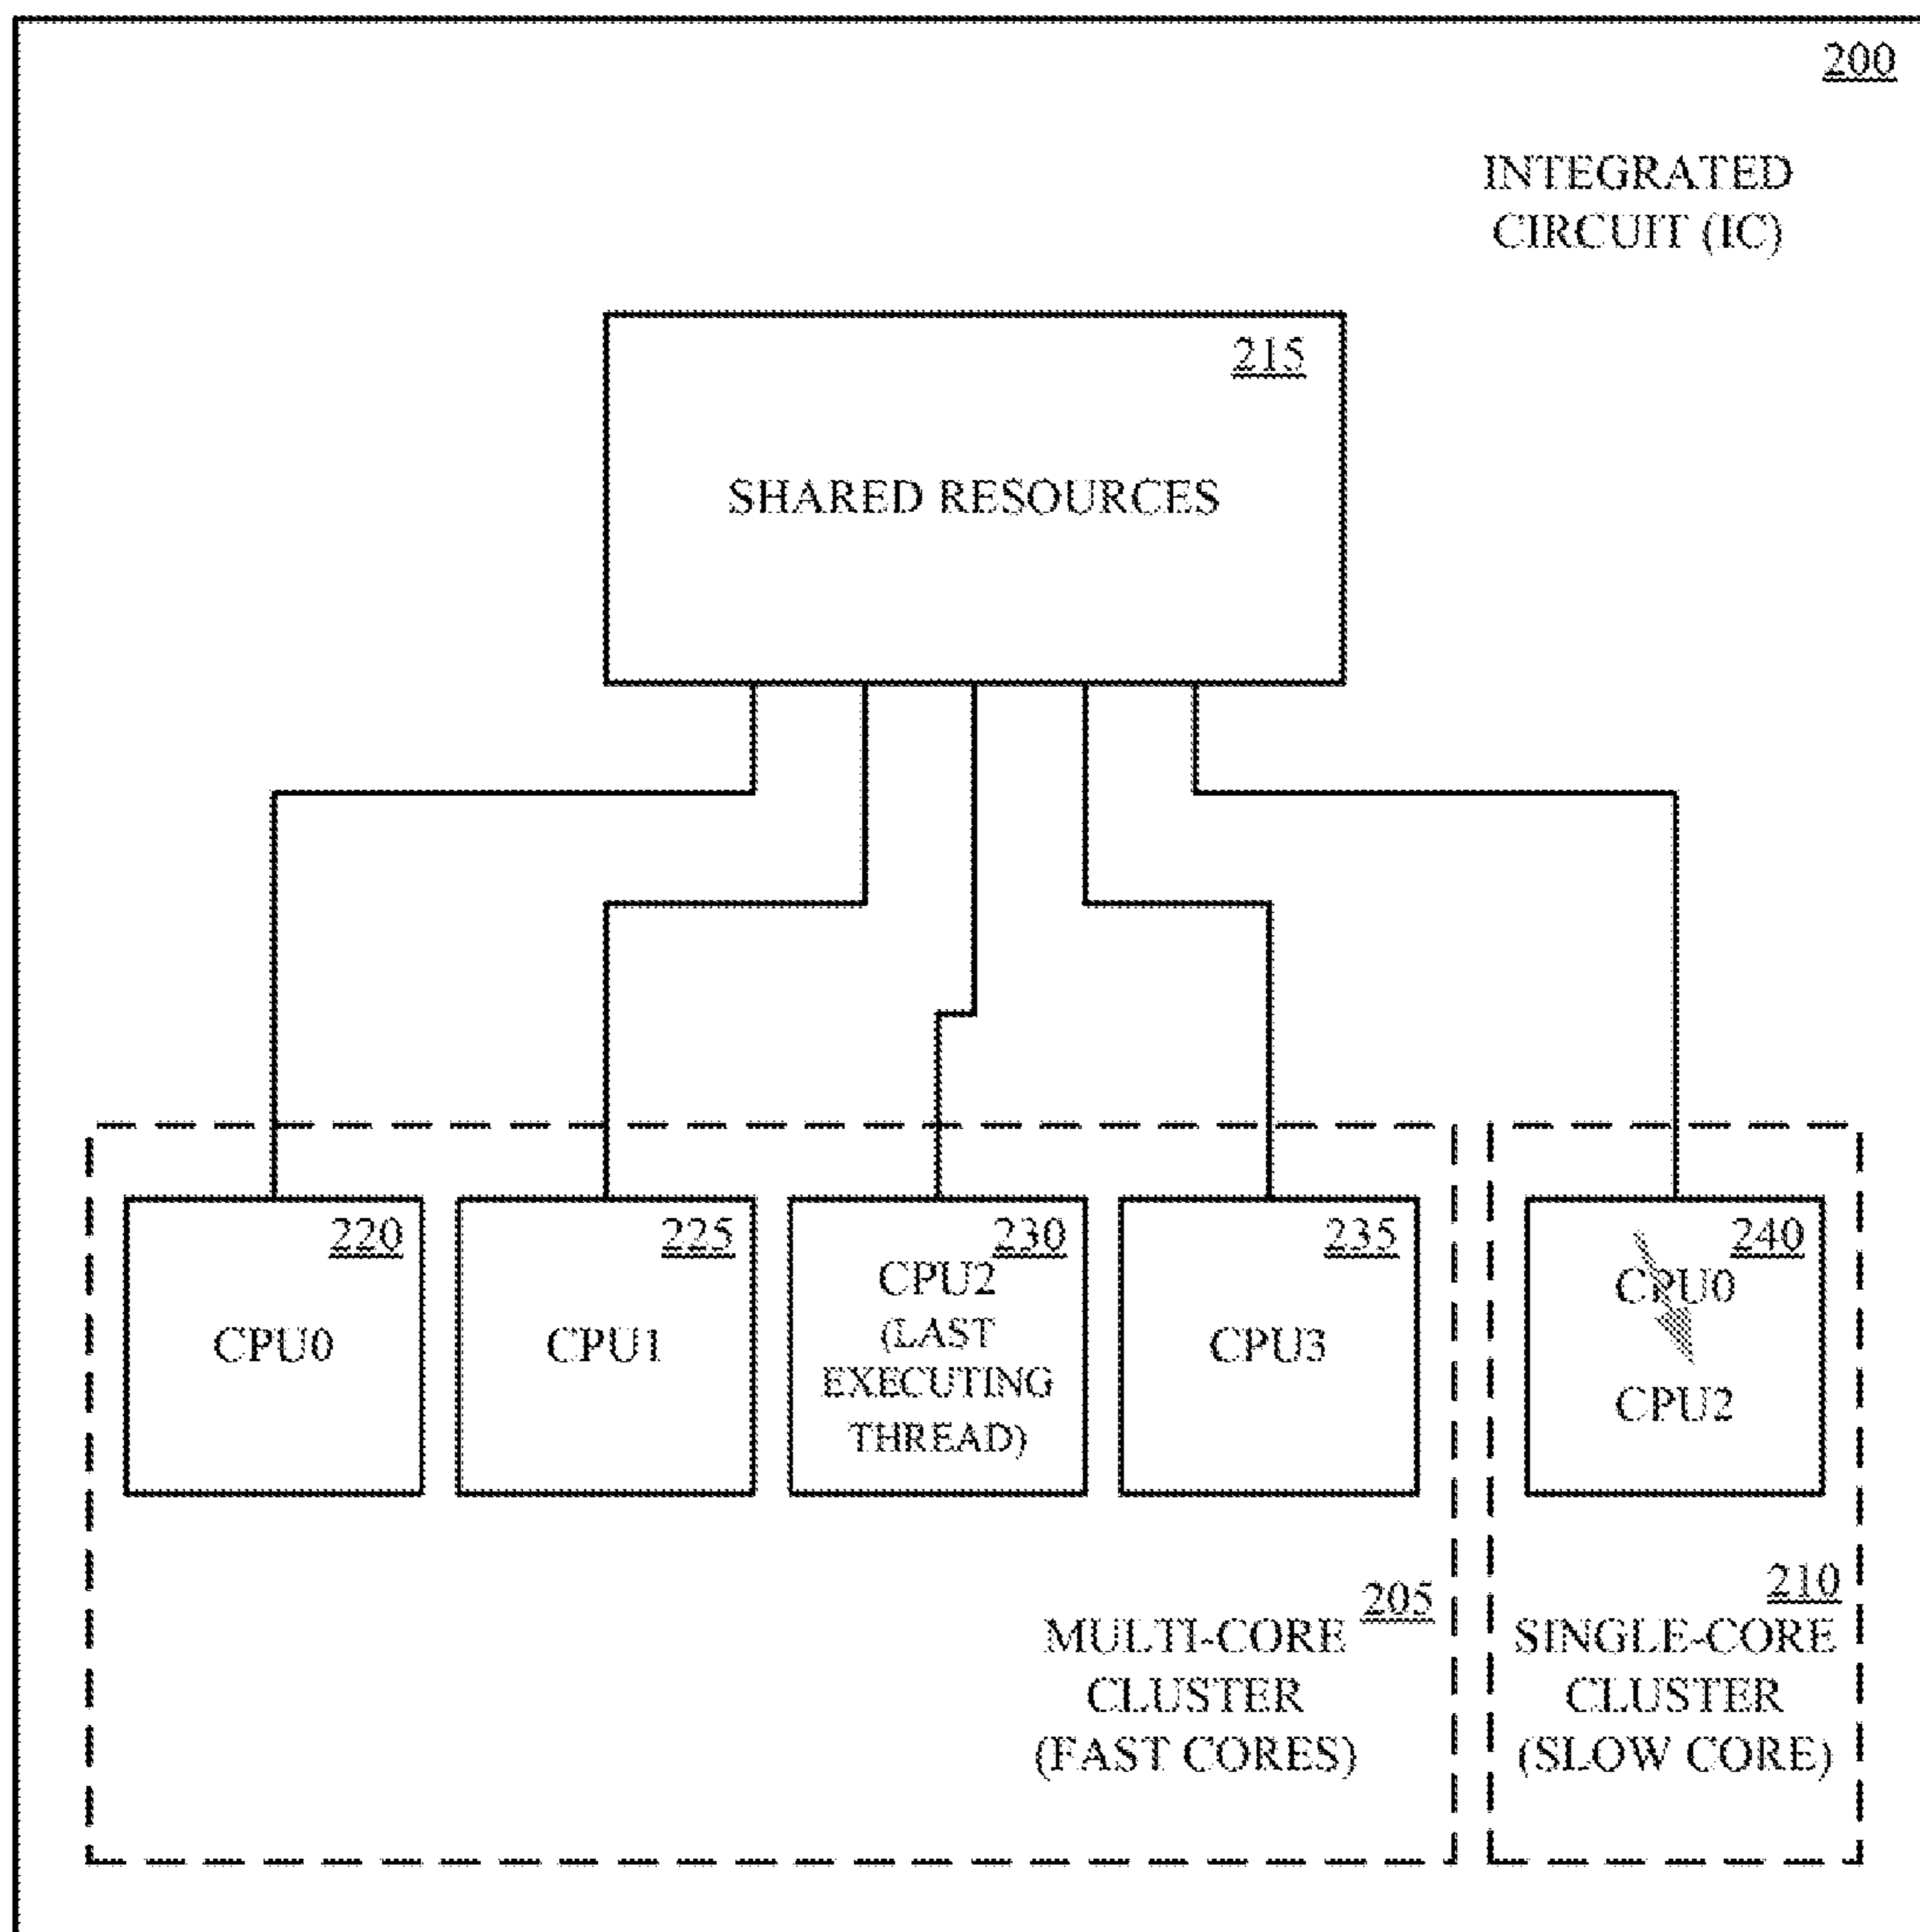 200
INTEGRATED
CIRCUIT (IC)
215
SHARED RESOURCES
220
CPU0
225
CPU1
230
CPU2
(LAST
EXECUTING
THREAD)
235
CPU3
240
CPU0
CPU2
205
MULTI-CORE
CLUSTER
(FAST CORES)
210
SINGLE-CORE
CLUSTER
(SLOW CORE)